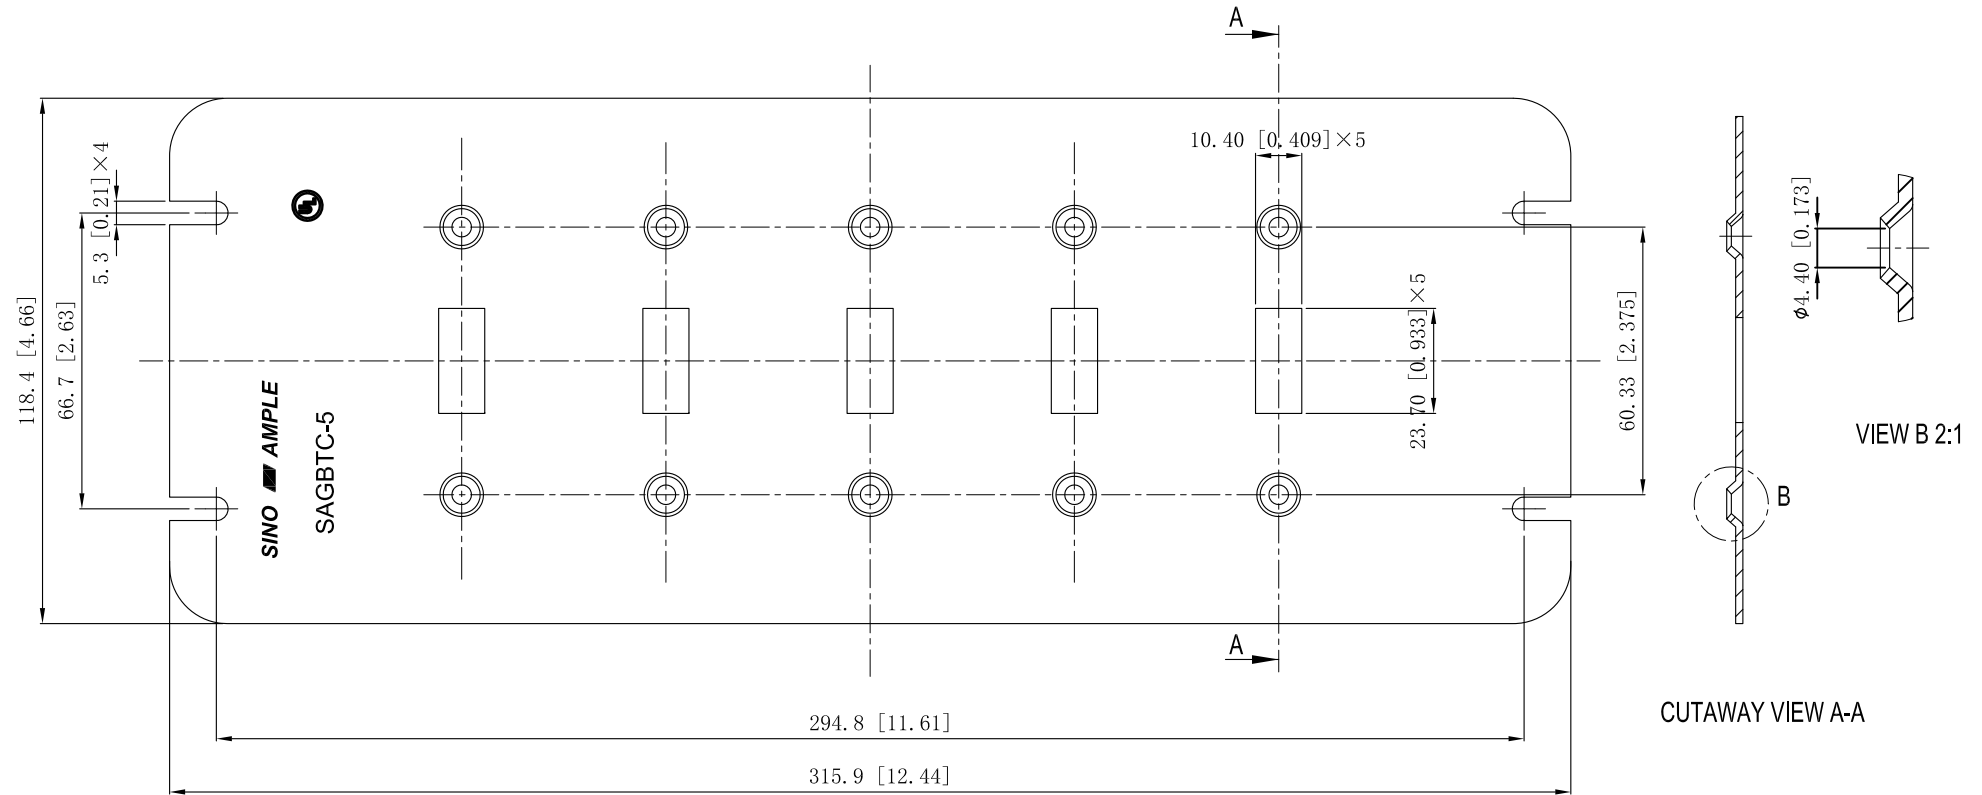 A
10.40 [0.409]×5
5.3 [0.21]×4
118.4 [4.66]
66.7 [2.63]
UL
SINO AMPLE
SAGBTC-5
23.70 [0.933]×5
60.33 [2.375]
ϕ4.40 [0.173]
VIEW B 2:1
B
A
CUTAWAY VIEW A-A
294.8 [11.61]
315.9 [12.44]